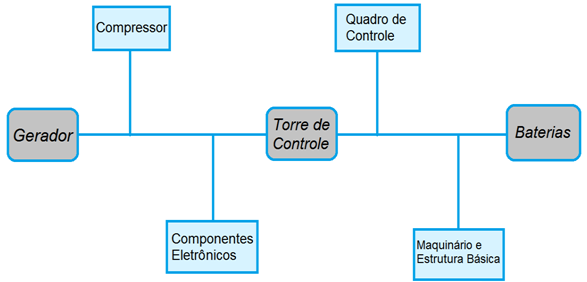 Compressor
Quadro de
Controle
Gerador
Torre de
Controle
Baterias
Componentes
Eletrônicos
Maquinário e
Estrutura Básica